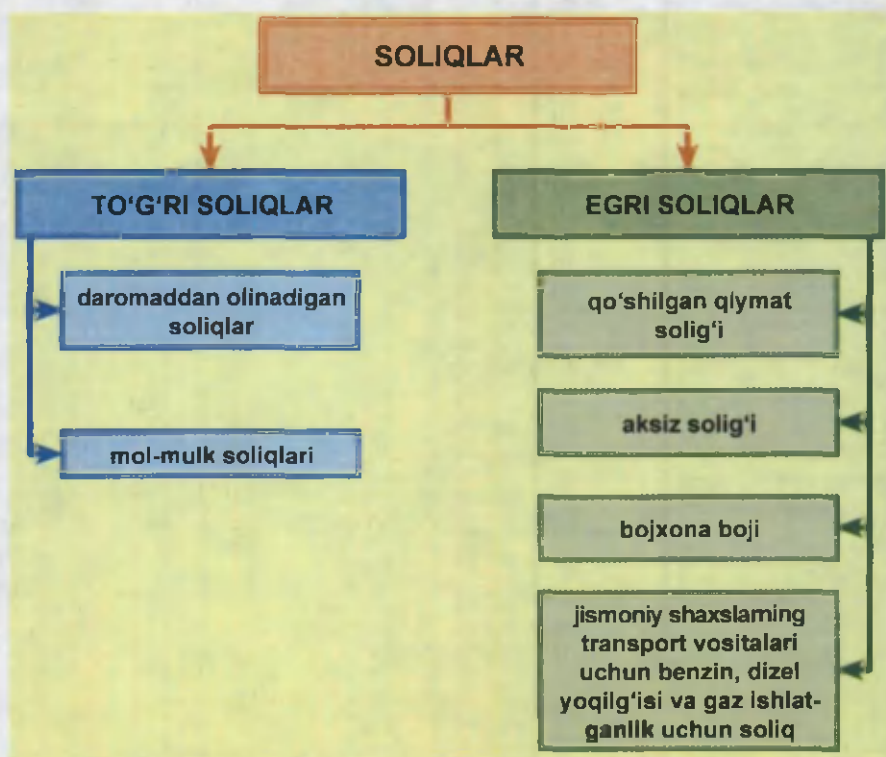 SOLIQLAR
TO‘G‘RI SOLIQLAR
daromaddan olinadigan
soliqlar
mol-mulk soliqlari
EGRI SOLIQLAR
qo‘shilgan qiymat
solig‘i
aksiz solig‘i
bojxona boji
jismoniy shaxslarning
transport vositalari
uchun benzin, dizel
yoqilg‘isi va gaz ishlat-
ganlik uchun soliq